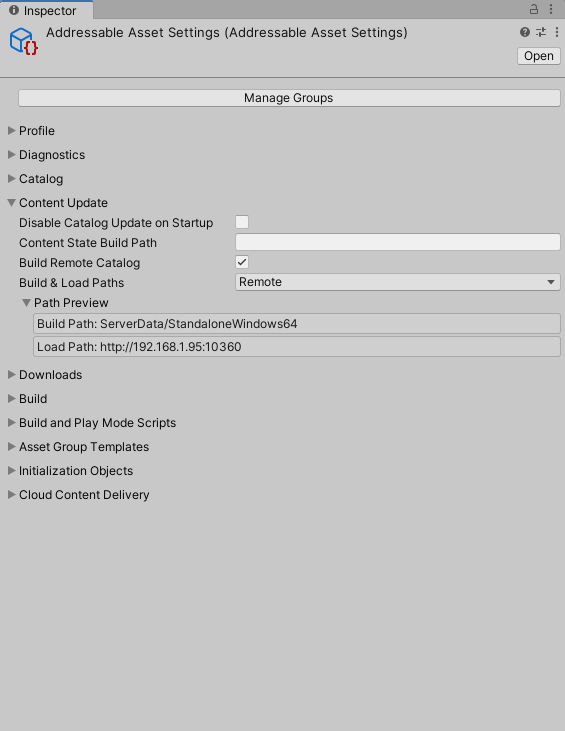 Inspector
Addressable Asset Settings (Addressable Asset Settings)
Open
Manage Groups
Profile
Diagnostics
Catalog
Content Update
Disable Catalog Update on Startup
Content State Build Path
Build Remote Catalog
Build & Load Paths Remote
Path Preview
Build Path: ServerData/StandaloneWindows64
Load Path: http://192.168.1.95:10360
Downloads
Build
Build and Play Mode Scripts
Asset Group Templates
Initialization Objects
Cloud Content Delivery